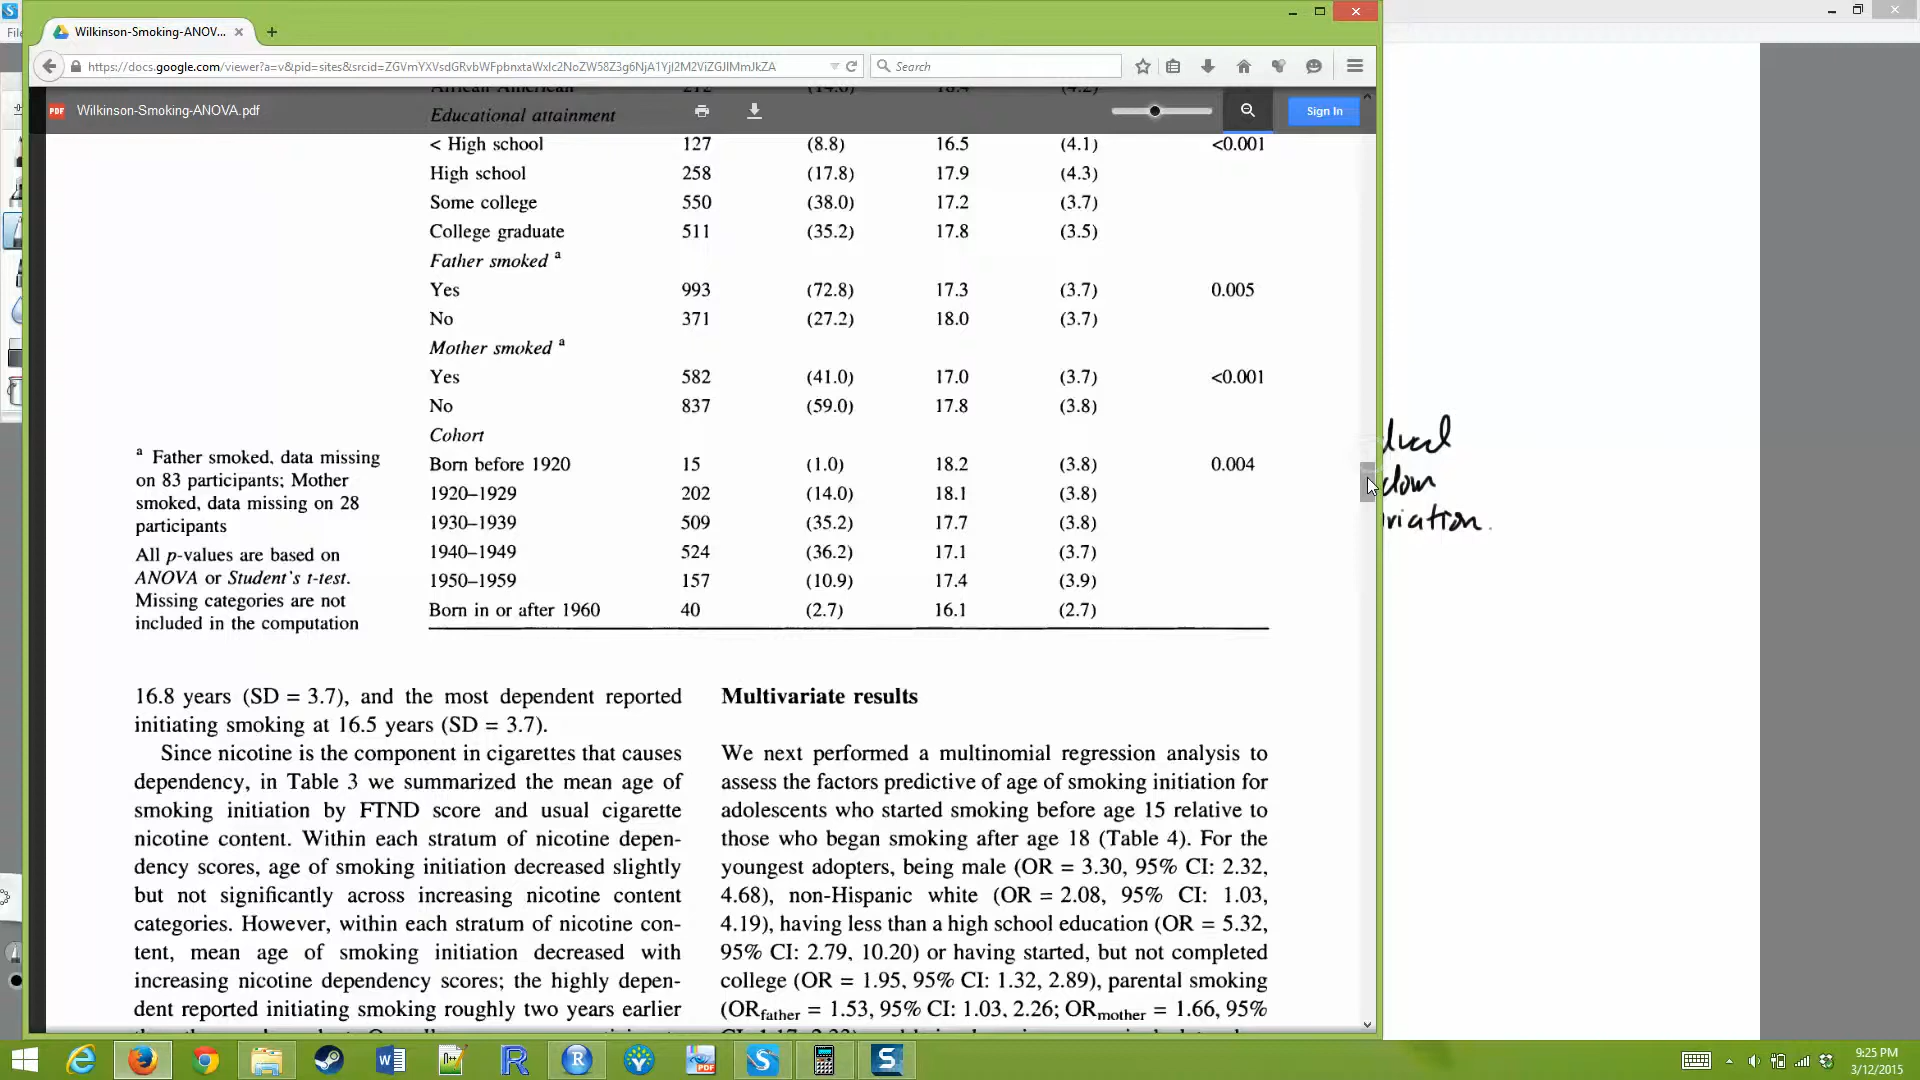 Wilkinson-Smoking-ANOV...
https://docs.google.com/viewer?a=v&pid=sites&srcid=ZGVmYXVsdGRvbWFpbnxtaWxlc2NoZW58Z3g6NjA1YjI2M2ViZGJlMmJkZA
Search
African American 212 (14.6) 18.4 (4.2)
Wilkinson-Smoking-ANOVA.pdf
Sign In
Educational attainment
< High school 127 (8.8) 16.5 (4.1) <0.001
High school 258 (17.8) 17.9 (4.3)
Some college 550 (38.0) 17.2 (3.7)
College graduate 511 (35.2) 17.8 (3.5)
Father smoked a
Yes 993 (72.8) 17.3 (3.7) 0.005
No 371 (27.2) 18.0 (3.7)
Mother smoked a
Yes 582 (41.0) 17.0 (3.7) <0.001
No 837 (59.0) 17.8 (3.8)
Cohort
Born before 1920 15 (1.0) 18.2 (3.8) 0.004
1920–1929 202 (14.0) 18.1 (3.8)
1930–1939 509 (35.2) 17.7 (3.8)
1940–1949 524 (36.2) 17.1 (3.7)
1950–1959 157 (10.9) 17.4 (3.9)
Born in or after 1960 40 (2.7) 16.1 (2.7)
a Father smoked, data missing
on 83 participants; Mother
smoked, data missing on 28
participants
All p-values are based on
ANOVA or Student's t-test.
Missing categories are not
included in the computation
16.8 years (SD = 3.7), and the most dependent reported
initiating smoking at 16.5 years (SD = 3.7).
Since nicotine is the component in cigarettes that causes
dependency, in Table 3 we summarized the mean age of
smoking initiation by FTND score and usual cigarette
nicotine content. Within each stratum of nicotine depen-
dency scores, age of smoking initiation decreased slightly
but not significantly across increasing nicotine content
categories. However, within each stratum of nicotine con-
tent, mean age of smoking initiation decreased with
increasing nicotine dependency scores; the highly depen-
dent reported initiating smoking roughly two years earlier
Multivariate results
We next performed a multinomial regression analysis to
assess the factors predictive of age of smoking initiation for
adolescents who started smoking before age 15 relative to
those who began smoking after age 18 (Table 4). For the
youngest adopters, being male (OR = 3.30, 95% CI: 2.32,
4.68), non-Hispanic white (OR = 2.08, 95% CI: 1.03,
4.19), having less than a high school education (OR = 5.32,
95% CI: 2.79, 10.20) or having started, but not completed
college (OR = 1.95, 95% CI: 1.32, 2.89), parental smoking
(ORfather = 1.53, 95% CI: 1.03, 2.26; ORmother = 1.66, 95%
dual
dom
riation.
9:25 PM
3/12/2015